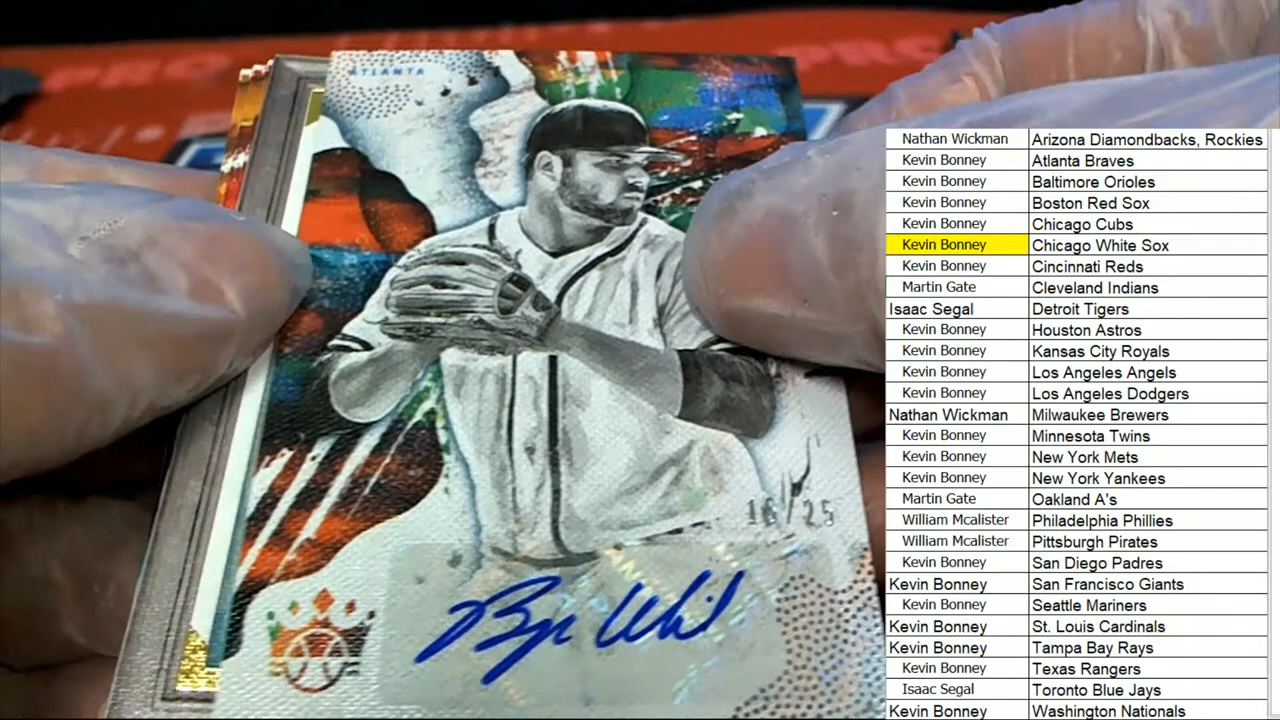 ATLANTA
16/25
Nathan Wickman Arizona Diamondbacks, Rockies
Kevin Bonney Atlanta Braves
Kevin Bonney Baltimore Orioles
Kevin Bonney Boston Red Sox
Kevin Bonney Chicago Cubs
Kevin Bonney Chicago White Sox
Kevin Bonney Cincinnati Reds
Martin Gate Cleveland Indians
Isaac Segal Detroit Tigers
Kevin Bonney Houston Astros
Kevin Bonney Kansas City Royals
Kevin Bonney Los Angeles Angels
Kevin Bonney Los Angeles Dodgers
Nathan Wickman Milwaukee Brewers
Kevin Bonney Minnesota Twins
Kevin Bonney New York Mets
Kevin Bonney New York Yankees
Martin Gate Oakland A's
William Mcalister Philadelphia Phillies
William Mcalister Pittsburgh Pirates
Kevin Bonney San Diego Padres
Kevin Bonney San Francisco Giants
Kevin Bonney Seattle Mariners
Kevin Bonney St. Louis Cardinals
Kevin Bonney Tampa Bay Rays
Kevin Bonney Texas Rangers
Isaac Segal Toronto Blue Jays
Kevin Bonney Washington Nationals